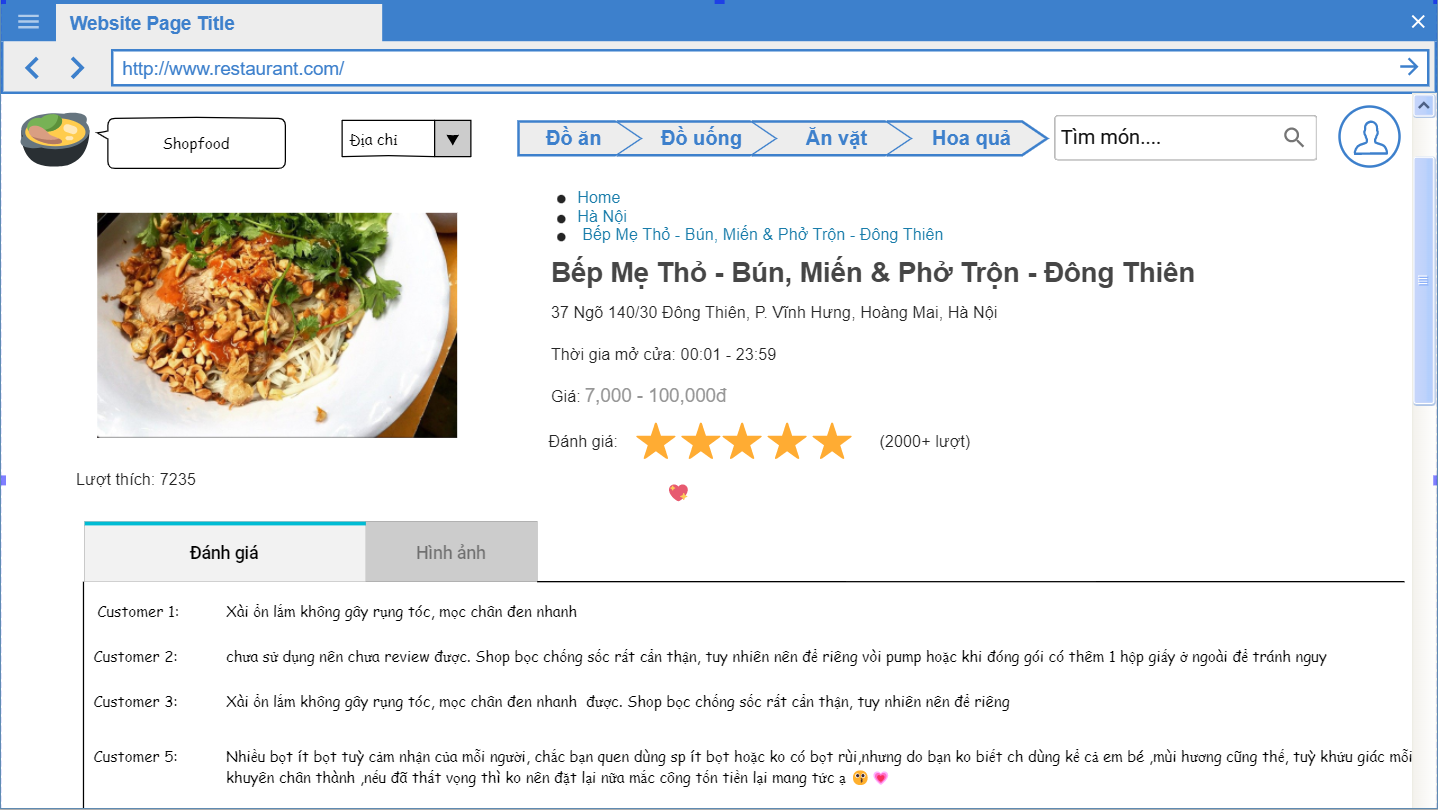 Website Page Title
http://www.restaurant.com/
Shopfood
Địa chỉ
Đồ ăn
Đồ uống
Ăn vặt
Hoa quả
Tìm món....
Home
Hà Nội
Bếp Mẹ Thỏ - Bún, Miến & Phở Trộn - Đông Thiên
Bếp Mẹ Thỏ - Bún, Miến & Phở Trộn - Đông Thiên
37 Ngõ 140/30 Đông Thiên, P. Vĩnh Hưng, Hoàng Mai, Hà Nội
Thời gia mở cửa: 00:01 - 23:59
Giá: 7,000 - 100,000đ
Đánh giá: (2000+ lượt)
Lượt thích: 7235
Đánh giá
Hình ảnh
Customer 1: Xài ổn lắm không gây rụng tóc, mọc chân đen nhanh
Customer 2: chưa sử dụng nên chưa review được. Shop bọc chống sốc rất cẩn thận, tuy nhiên nên để riêng vòi pump hoặc khi đóng gói có thêm 1 hộp giấy ở ngoài để tránh nguy
Customer 3: Xài ổn lắm không gây rụng tóc, mọc chân đen nhanh  được. Shop bọc chống sốc rất cẩn thận, tuy nhiên nên để riêng
Customer 5: Nhiều bọt ít bọt tuỳ cảm nhận của mỗi người, chắc bạn quen dùng sp ít bọt hoặc ko có bọt rùi,nhưng do bạn ko biết ch dùng kể cả em bé ,mùi hương cũng thế, tuỳ khứu giác mỗi
khuyên chân thành ,nếu đã thất vọng thì ko nên đặt lại nữa mắc công tốn tiền lại mang tức ạ 🤫 💗